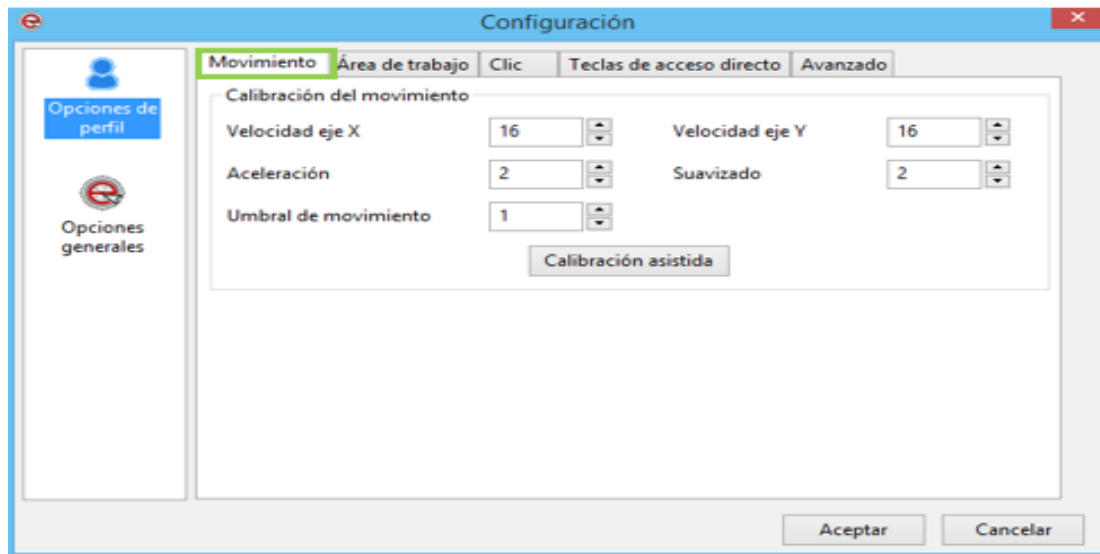 Configuración
Opciones de
perfil
Opciones
generales
Movimiento Área de trabajo Clic Teclas de acceso directo Avanzado
Calibración del movimiento
Velocidad eje X 16 Velocidad eje Y 16
Aceleración 2 Suavizado 2
Umbral de movimiento 1
Calibración asistida
Aceptar Cancelar